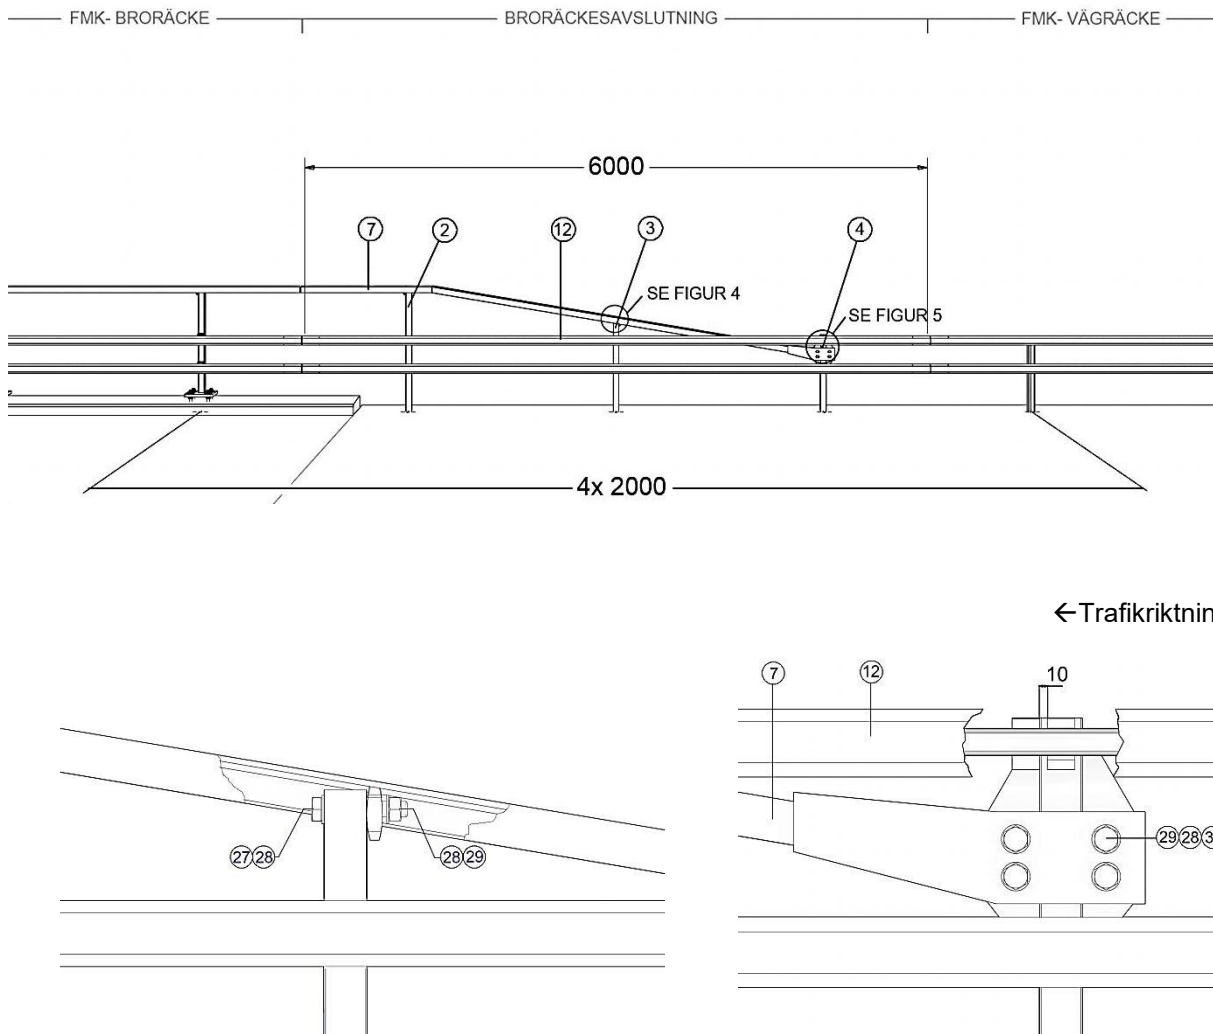 FMK- BRORÄCKE BRORÄCKESAVSLUTNING FMK- VÄGRÄCKE
6000
7 2 12 3 4
SE FIGUR 4
SE FIGUR 5
4x 2000
←Trafikriktnin
7 12 10
27 28 28 29
29 28 3